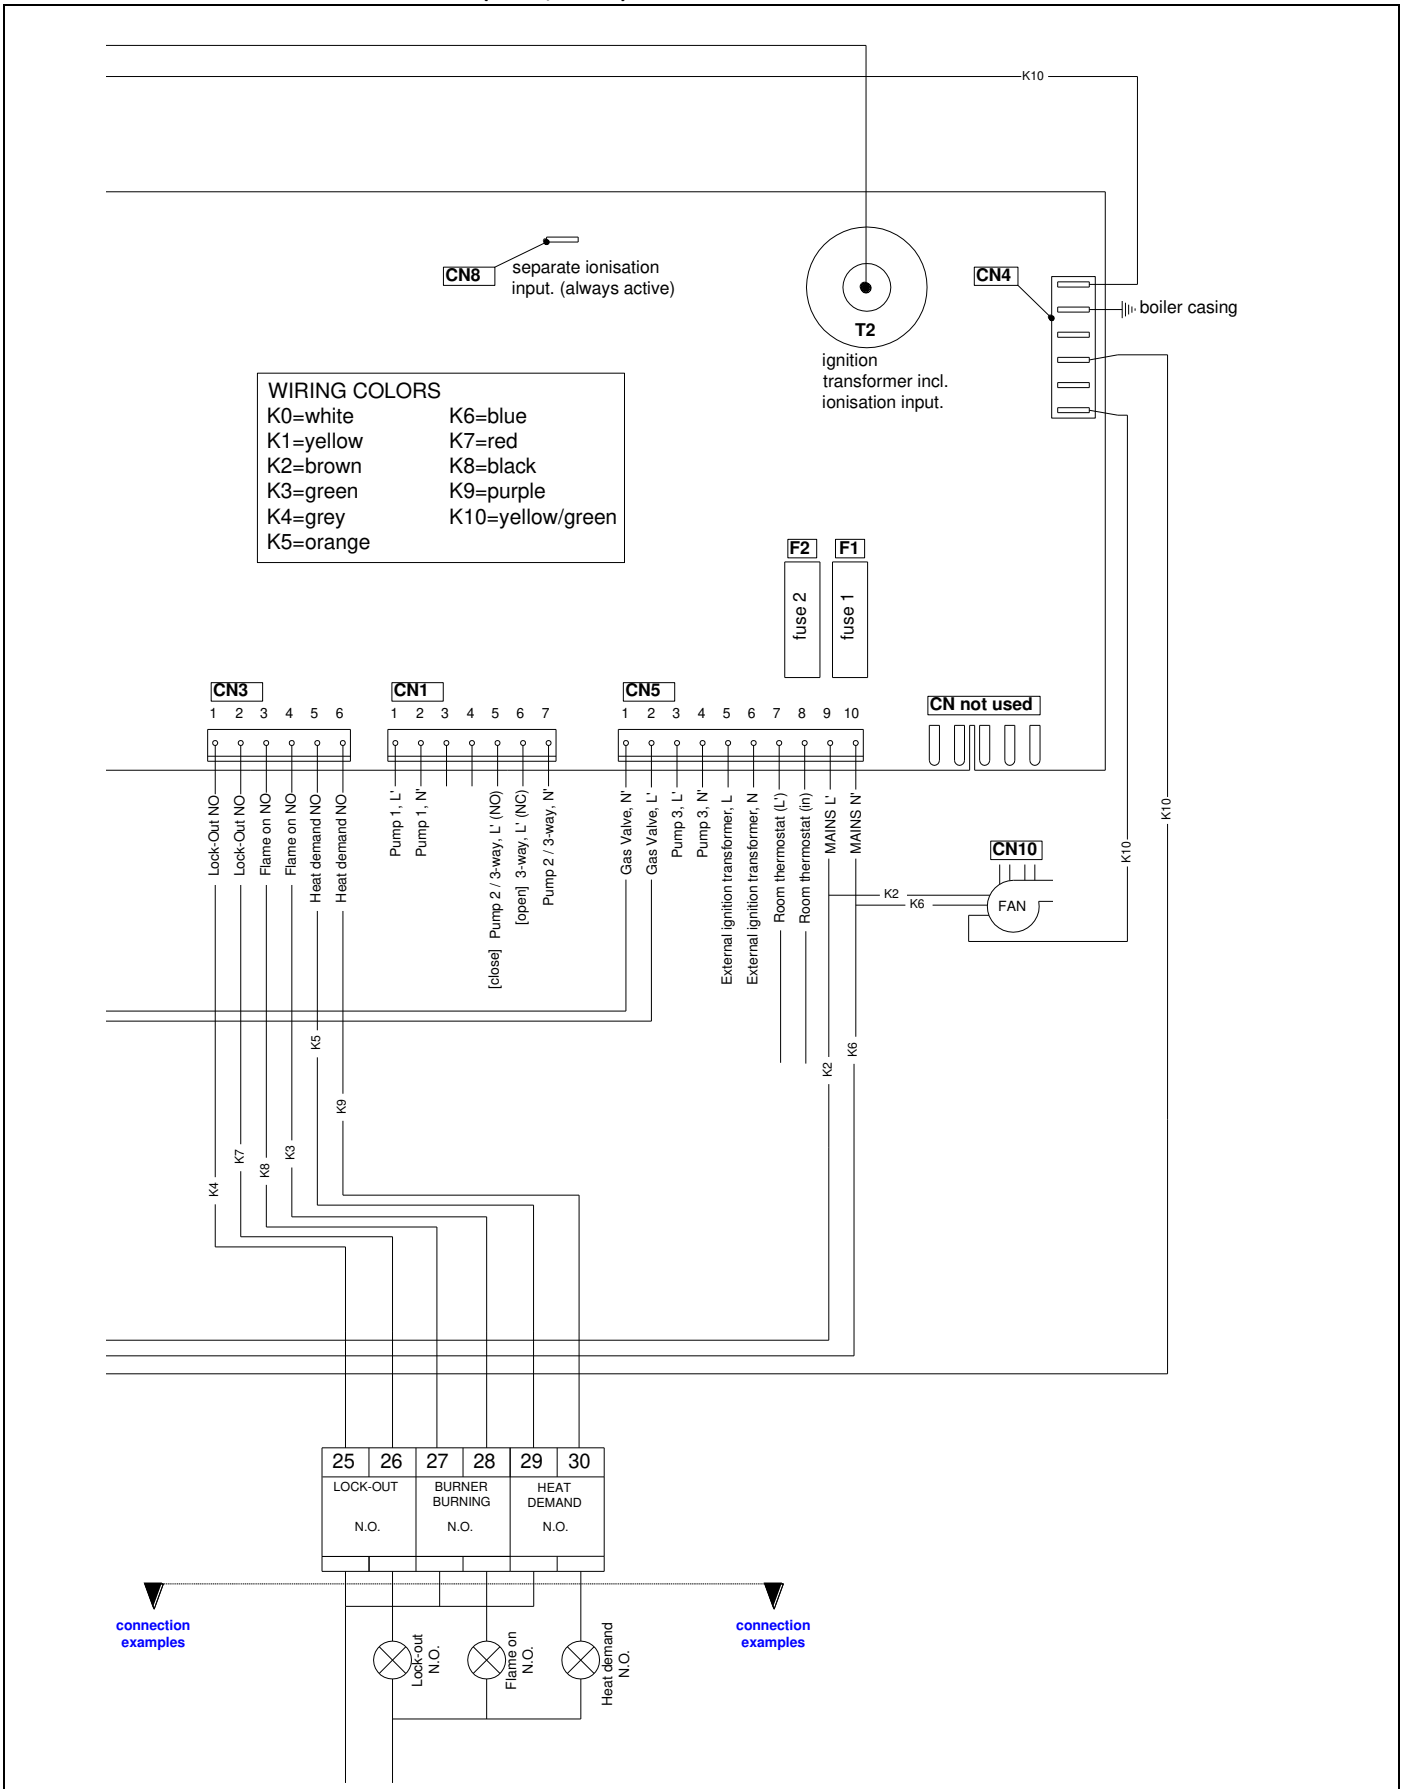 K10
CN8
separate ionisation
input. (always active)
CN4
boiler casing
T2
ignition
transformer incl.
ionisation input.
WIRING COLORS
K0=white
K1=yellow
K2=brown
K3=green
K4=grey
K5=orange
K6=blue
K7=red
K8=black
K9=purple
K10=yellow/green
F2
F1
fuse 2
fuse 1
CN3
1 2 3 4 5 6
CN1
1 2 3 4 5 6 7
CN5
1 2 3 4 5 6 7 8 9 10
CN not used
Lock-Out NO
Lock-Out NO
Flame on NO
Flame on NO
Heat demand NO
Heat demand NO
Pump 1, L'
Pump 1, N'
[close] Pump 2 / 3-way, L' (NO)
[open] 3-way, L' (NC)
Pump 2 / 3-way, N'
Gas Valve, N'
Gas Valve, L'
Pump 3, L'
Pump 3, N'
External ignition transformer, L
External ignition transformer, N
Room thermostat (L')
Room thermostat (in)
MAINS L'
MAINS N'
K10
K10
CN10
K2
K6
FAN
K5
K9
K2
K6
K7
K8
K3
K4
25 26 27 28 29 30
LOCK-OUT
N.O.
BURNER
BURNING
N.O.
HEAT
DEMAND
N.O.
connection
examples
connection
examples
Lock-out
N.O.
Flame on
N.O.
Heat demand
N.O.